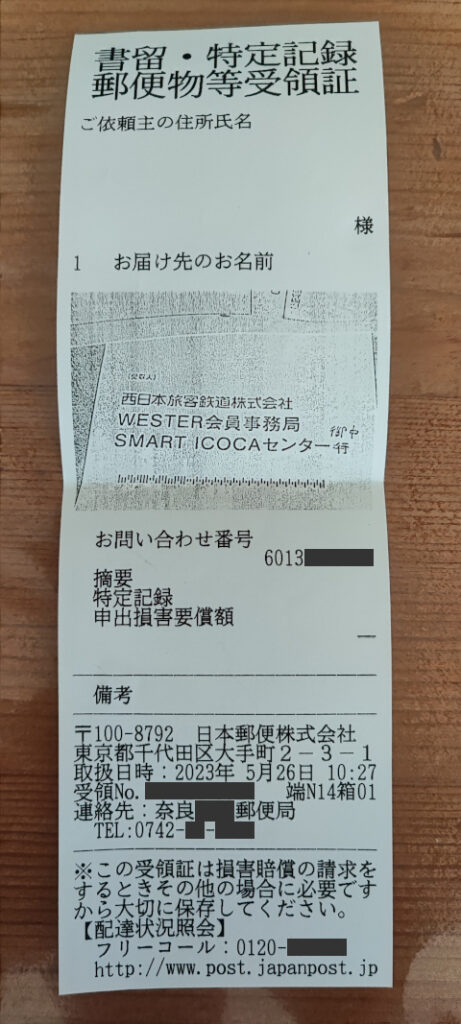 書留・特定記録
郵便物等受領証
ご依頼主の住所氏名
様
1 お届け先のお名前
西日本旅客鉄道株式会社
WESTER会員事務局
SMART ICOCAセンター 御中
行
お問い合わせ番号
6013
摘要
特定記録
申出損害要償額
―
備考
〒100-8792 日本郵便株式会社
東京都千代田区大手町2-3-1
取扱日時:2023年 5月26日 10:27
受領No. 端N14箱01
連絡先:奈良 郵便局
TEL:0742- -
※この受領証は損害賠償の請求を
するときその他の場合に必要です
から大切に保存してください。
【配達状況照会】
フリーコール:0120-
http://www.post.japanpost.jp